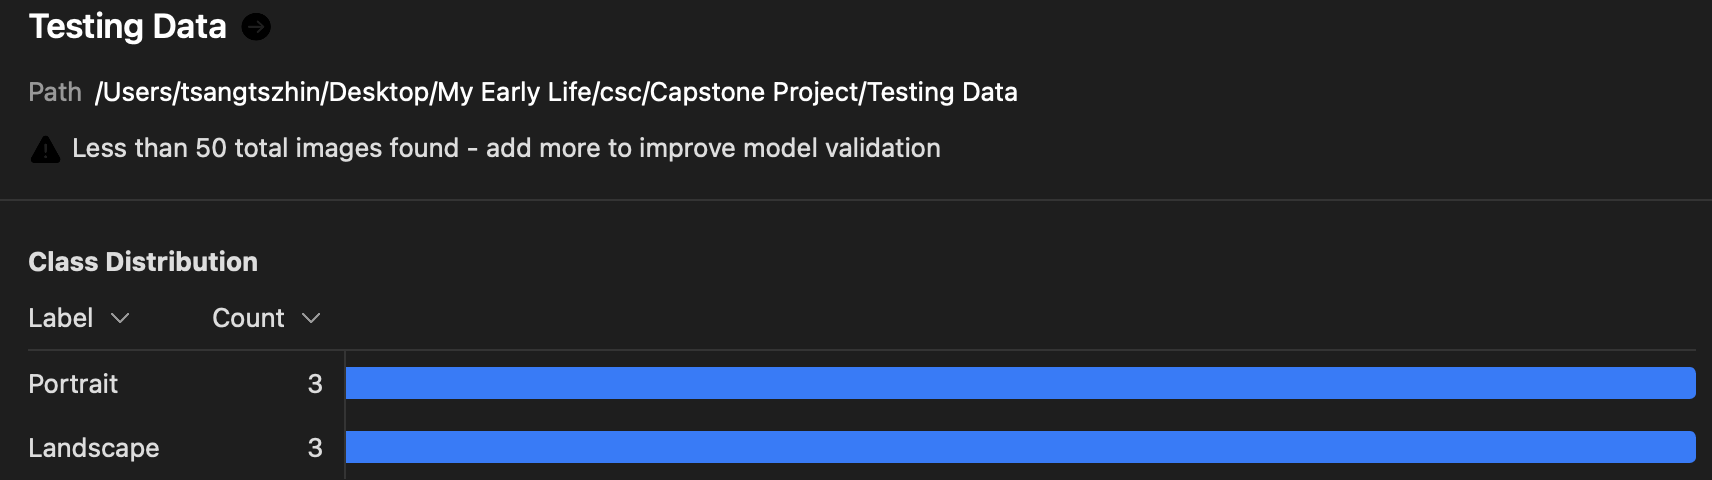 Testing Data
Path /Users/tsangtszhin/Desktop/My Early Life/csc/Capstone Project/Testing Data
Less than 50 total images found - add more to improve model validation
Class Distribution
Label Count
Portrait 3
Landscape 3